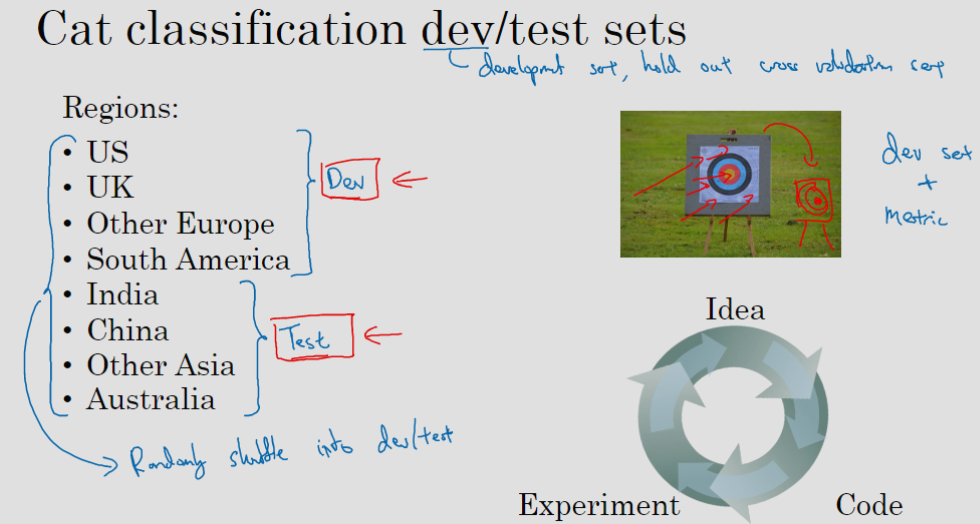 Cat classification dev/test sets
development set, hold out cross validation set
Regions:
• US
• UK
• Other Europe
• South America
• India
• China
• Other Asia
• Australia
Dev
Test
Randomly shuffle into dev/test
dev set
+
metric
Idea
Experiment
Code